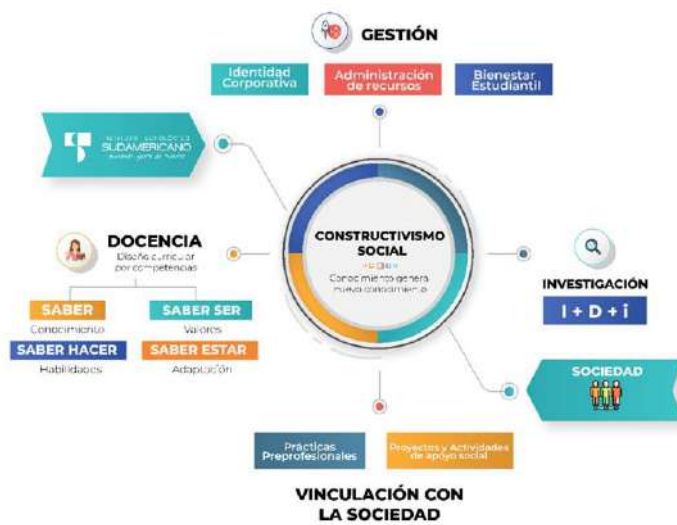 GESTIÓN
Identidad
Corporativa
Administración
de recursos
Bienestar
Estudiantil
SUDAMERICANO
DOCENCIA
Diseño curricular
por competencias
SABER
Conocimiento
SABER SER
Valores
SABER HACER
Habilidades
SABER ESTAR
Adaptación
CONSTRUCTIVISMO
SOCIAL
Conocimiento genera
nuevo conocimiento
INVESTIGACIÓN
I + D + i
SOCIEDAD
Prácticas
Preprofesionales
Proyectos y Actividades
de apoyo social
VINCULACIÓN CON
LA SOCIEDAD